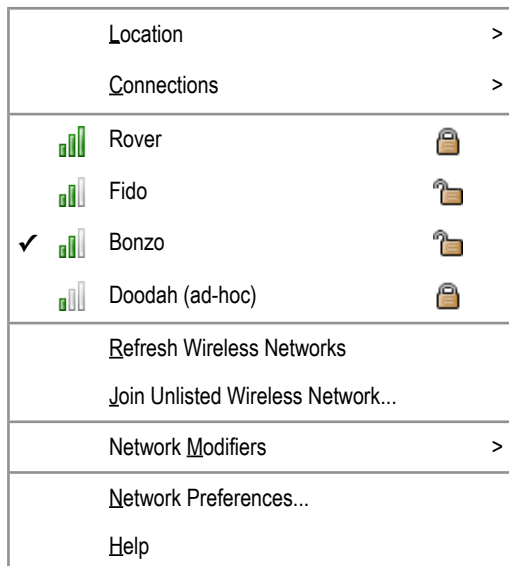 Location >
Connections >
Rover
Fido
✓ Bonzo
Doodah (ad-hoc)
Refresh Wireless Networks
Join Unlisted Wireless Network...
Network Modifiers >
Network Preferences...
Help